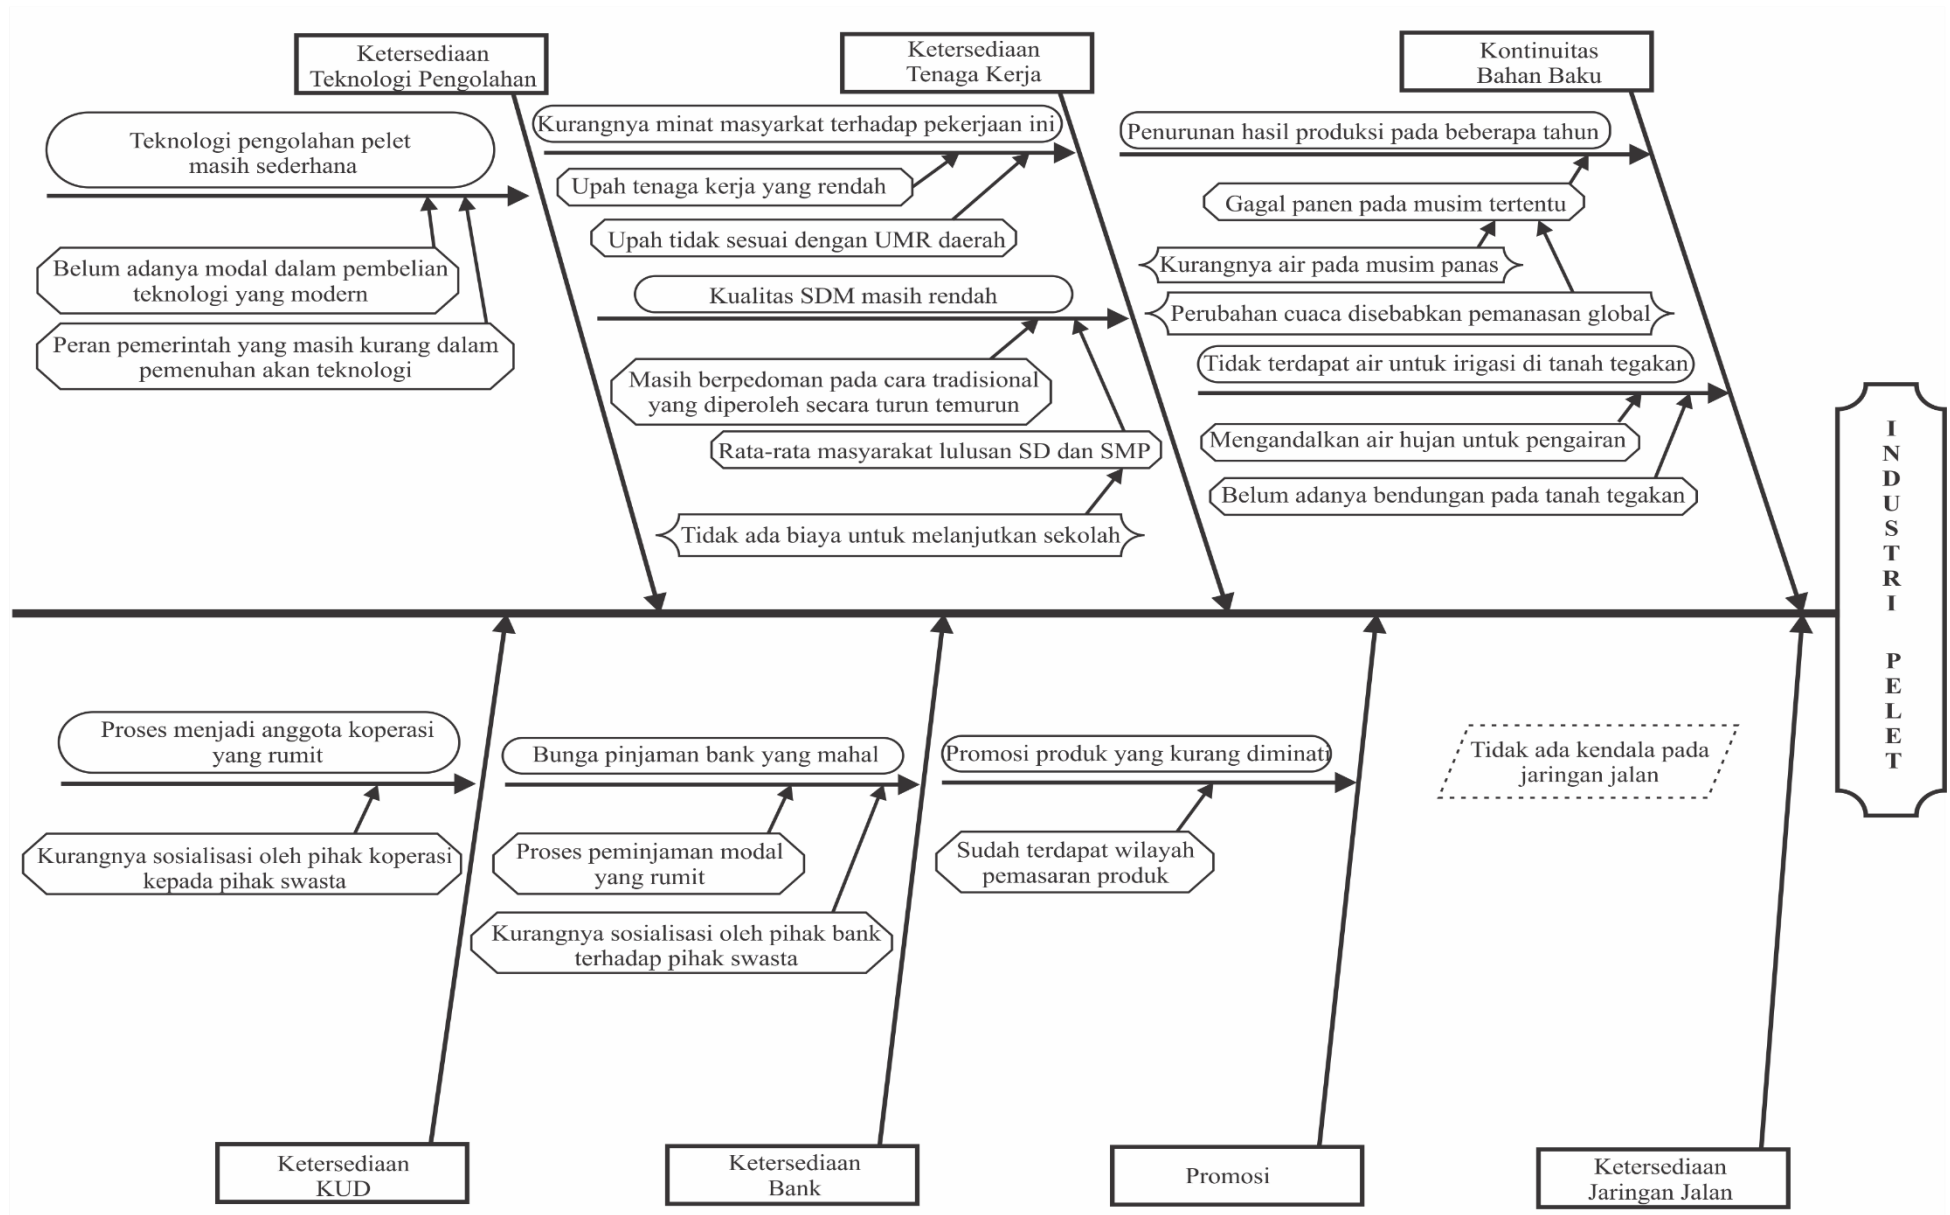 Ketersediaan
Teknologi Pengolahan
Teknologi pengolahan pelet
masih sederhana
Belum adanya modal dalam pembelian
teknologi yang modern
Peran pemerintah yang masih kurang dalam
pemenuhan akan teknologi
Ketersediaan
Tenaga Kerja
Kurangnya minat masyarkat terhadap pekerjaan ini
Upah tenaga kerja yang rendah
Upah tidak sesuai dengan UMR daerah
Kualitas SDM masih rendah
Masih berpedoman pada cara tradisional
yang diperoleh secara turun temurun
Rata-rata masyarakat lulusan SD dan SMP
Tidak ada biaya untuk melanjutkan sekolah
Kontinuitas
Bahan Baku
Penurunan hasil produksi pada beberapa tahun
Gagal panen pada musim tertentu
Kurangnya air pada musim panas
Perubahan cuaca disebabkan pemanasan global
Tidak terdapat air untuk irigasi di tanah tegakan
Mengandalkan air hujan untuk pengairan
Belum adanya bendungan pada tanah tegakan
INDUSTRI PELET
Proses menjadi anggota koperasi
yang rumit
Kurangnya sosialisasi oleh pihak koperasi
kepada pihak swasta
Ketersediaan
KUD
Bunga pinjaman bank yang mahal
Proses peminjaman modal
yang rumit
Kurangnya sosialisasi oleh pihak bank
terhadap pihak swasta
Ketersediaan
Bank
Promosi produk yang kurang diminati
Sudah terdapat wilayah
pemasaran produk
Promosi
Tidak ada kendala pada
jaringan jalan
Ketersediaan
Jaringan Jalan